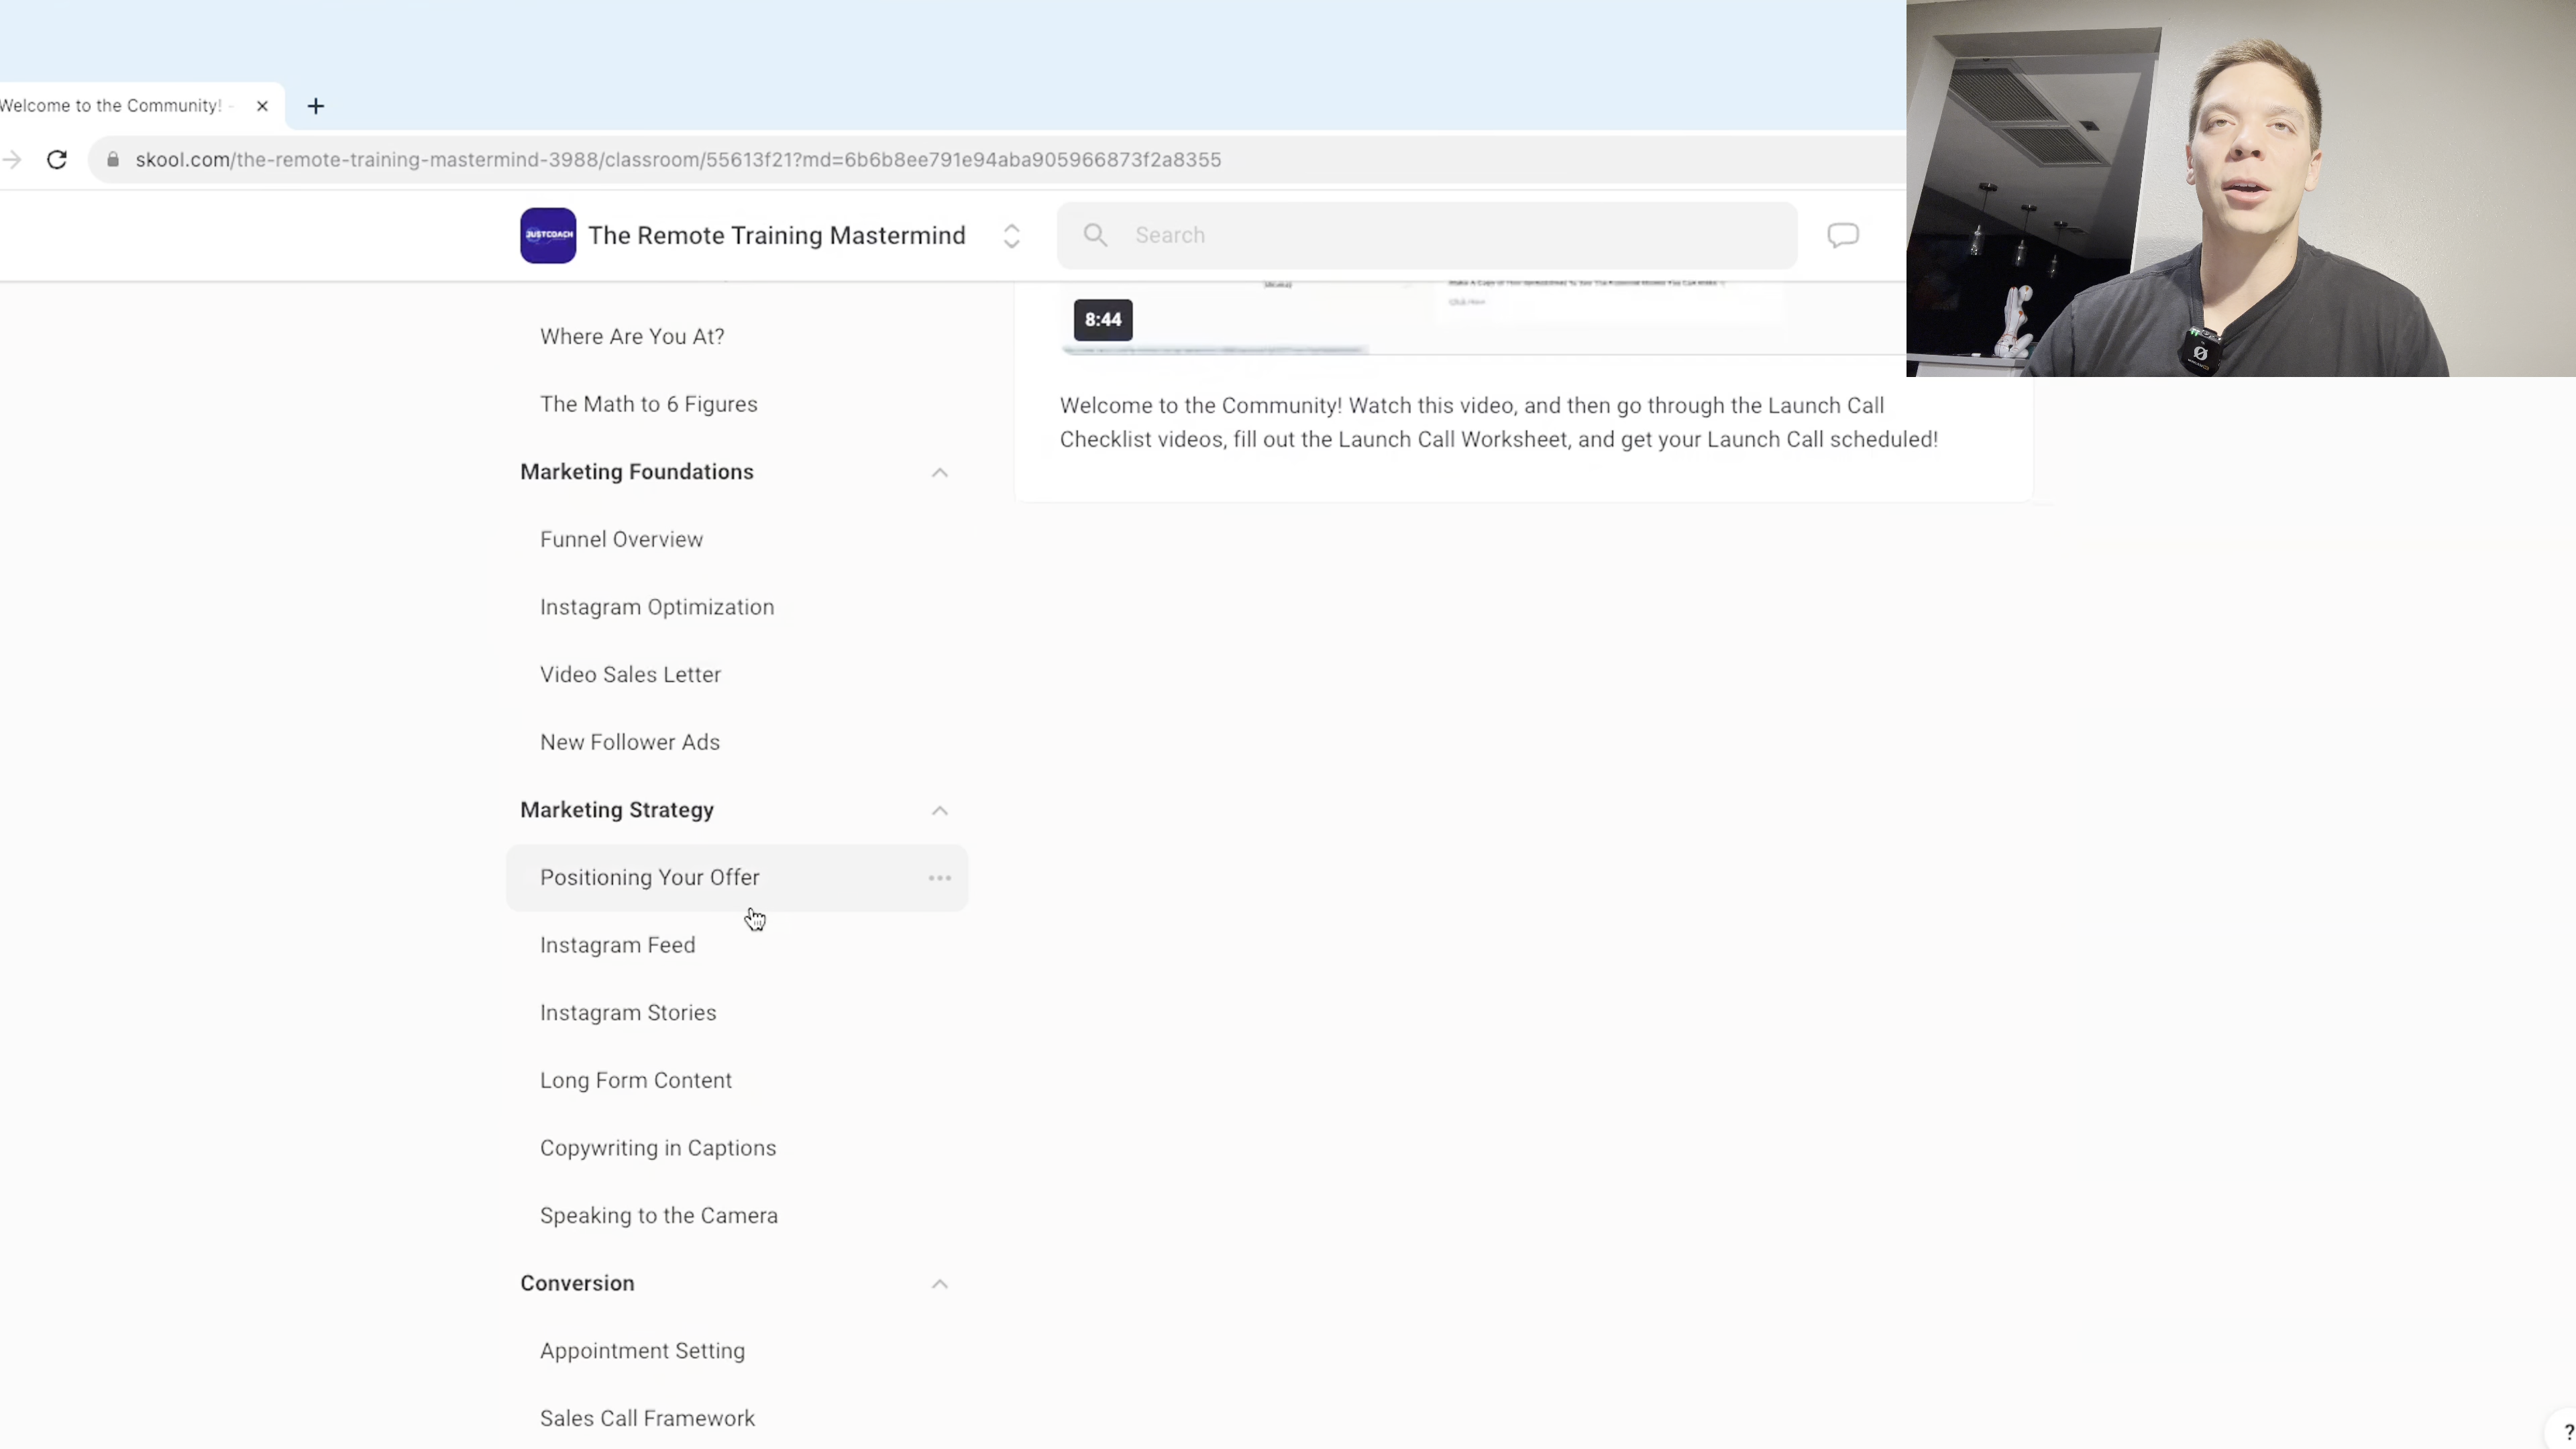 Welcome to the Community! -
skool.com/the-remote-training-mastermind-3988/classroom/55613f21?md=6b6b8ee791e94aba905966873f2a8355
JUSTCOACH
The Remote Training Mastermind
Search
8:44
Where Are You At?
The Math to 6 Figures
Welcome to the Community! Watch this video, and then go through the Launch Call
Checklist videos, fill out the Launch Call Worksheet, and get your Launch Call scheduled!
Marketing Foundations
Funnel Overview
Instagram Optimization
Video Sales Letter
New Follower Ads
Marketing Strategy
Positioning Your Offer
Instagram Feed
Instagram Stories
Long Form Content
Copywriting in Captions
Speaking to the Camera
Conversion
Appointment Setting
Sales Call Framework
?